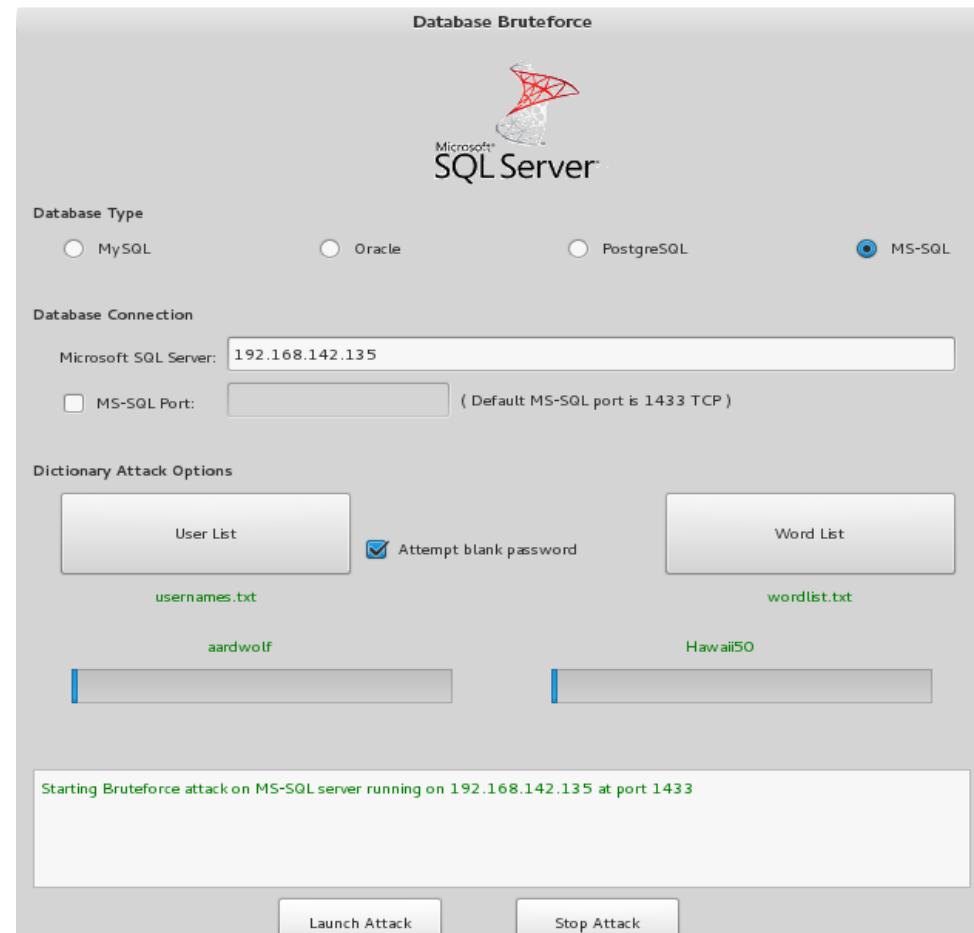 Database Bruteforce
Microsoft®
SQL Server
Database Type
MySQL Oracle PostgreSQL MS-SQL
Database Connection
Microsoft SQL Server: 192.168.142.135
MS-SQL Port: ( Default MS-SQL port is 1433 TCP )
Dictionary Attack Options
User List Attempt blank password Word List
usernames.txt wordlist.txt
aardwolf Hawaii50
Starting Bruteforce attack on MS-SQL server running on 192.168.142.135 at port 1433
Launch Attack Stop Attack